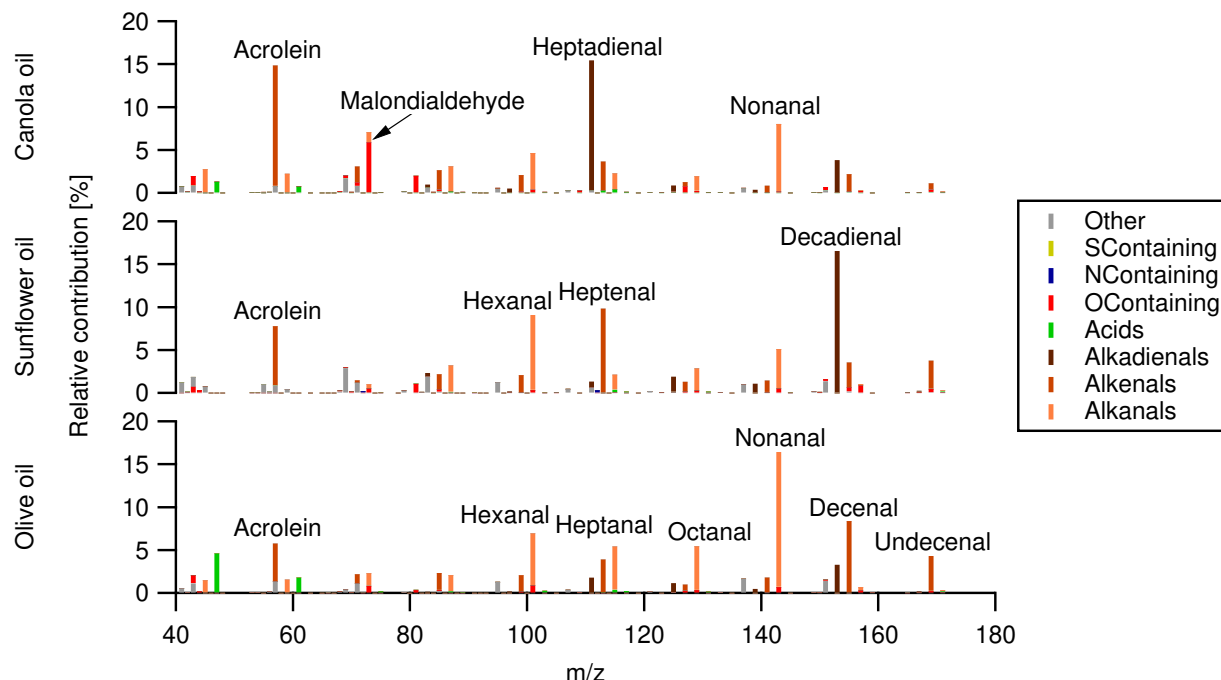 Canola oil
Sunflower oil
Olive oil
Relative contribution [%]
20
15
10
5
0
Acrolein
Malondialdehyde
Heptadienal
Nonanal
20
15
10
5
0
Acrolein
Hexanal
Heptenal
Decadienal
20
15
10
5
0
Acrolein
Hexanal
Heptanal
Octanal
Nonanal
Decenal
Undecenal
40 60 80 100 120 140 160 180
m/z
Other
SContaining
NContaining
OContaining
Acids
Alkadienals
Alkenals
Alkanals